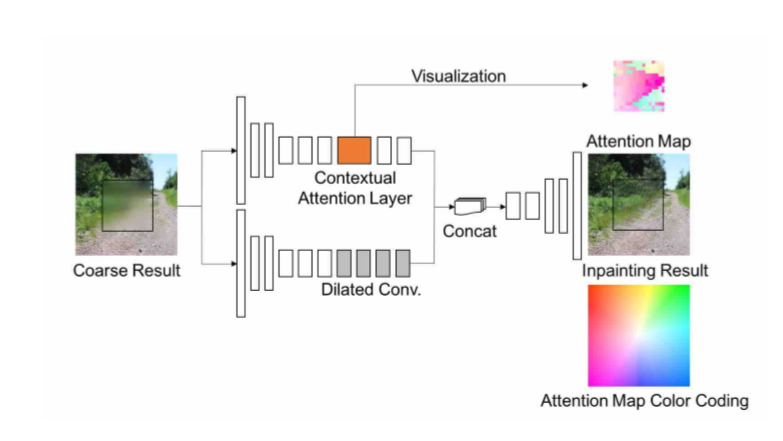 Visualization
Attention Map
Contextual
Attention Layer
Concat
Coarse Result
Inpainting Result
Dilated Conv.
Attention Map Color Coding